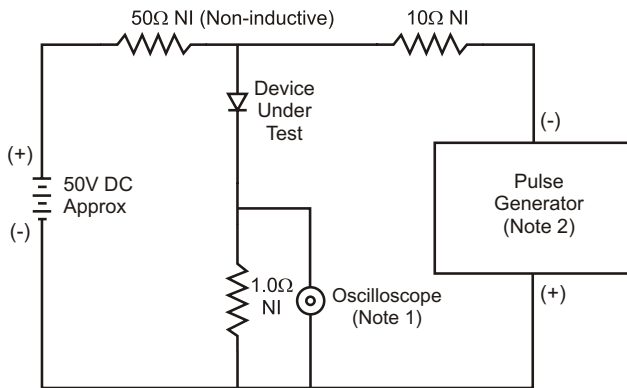 50Ω NI (Non-inductive)
10Ω NI
Device
Under
Test
(+)
50V DC
Approx
(-)
(-)
Pulse
Generator
(Note 2)
(+)
1.0Ω
NI
Oscilloscope
(Note 1)